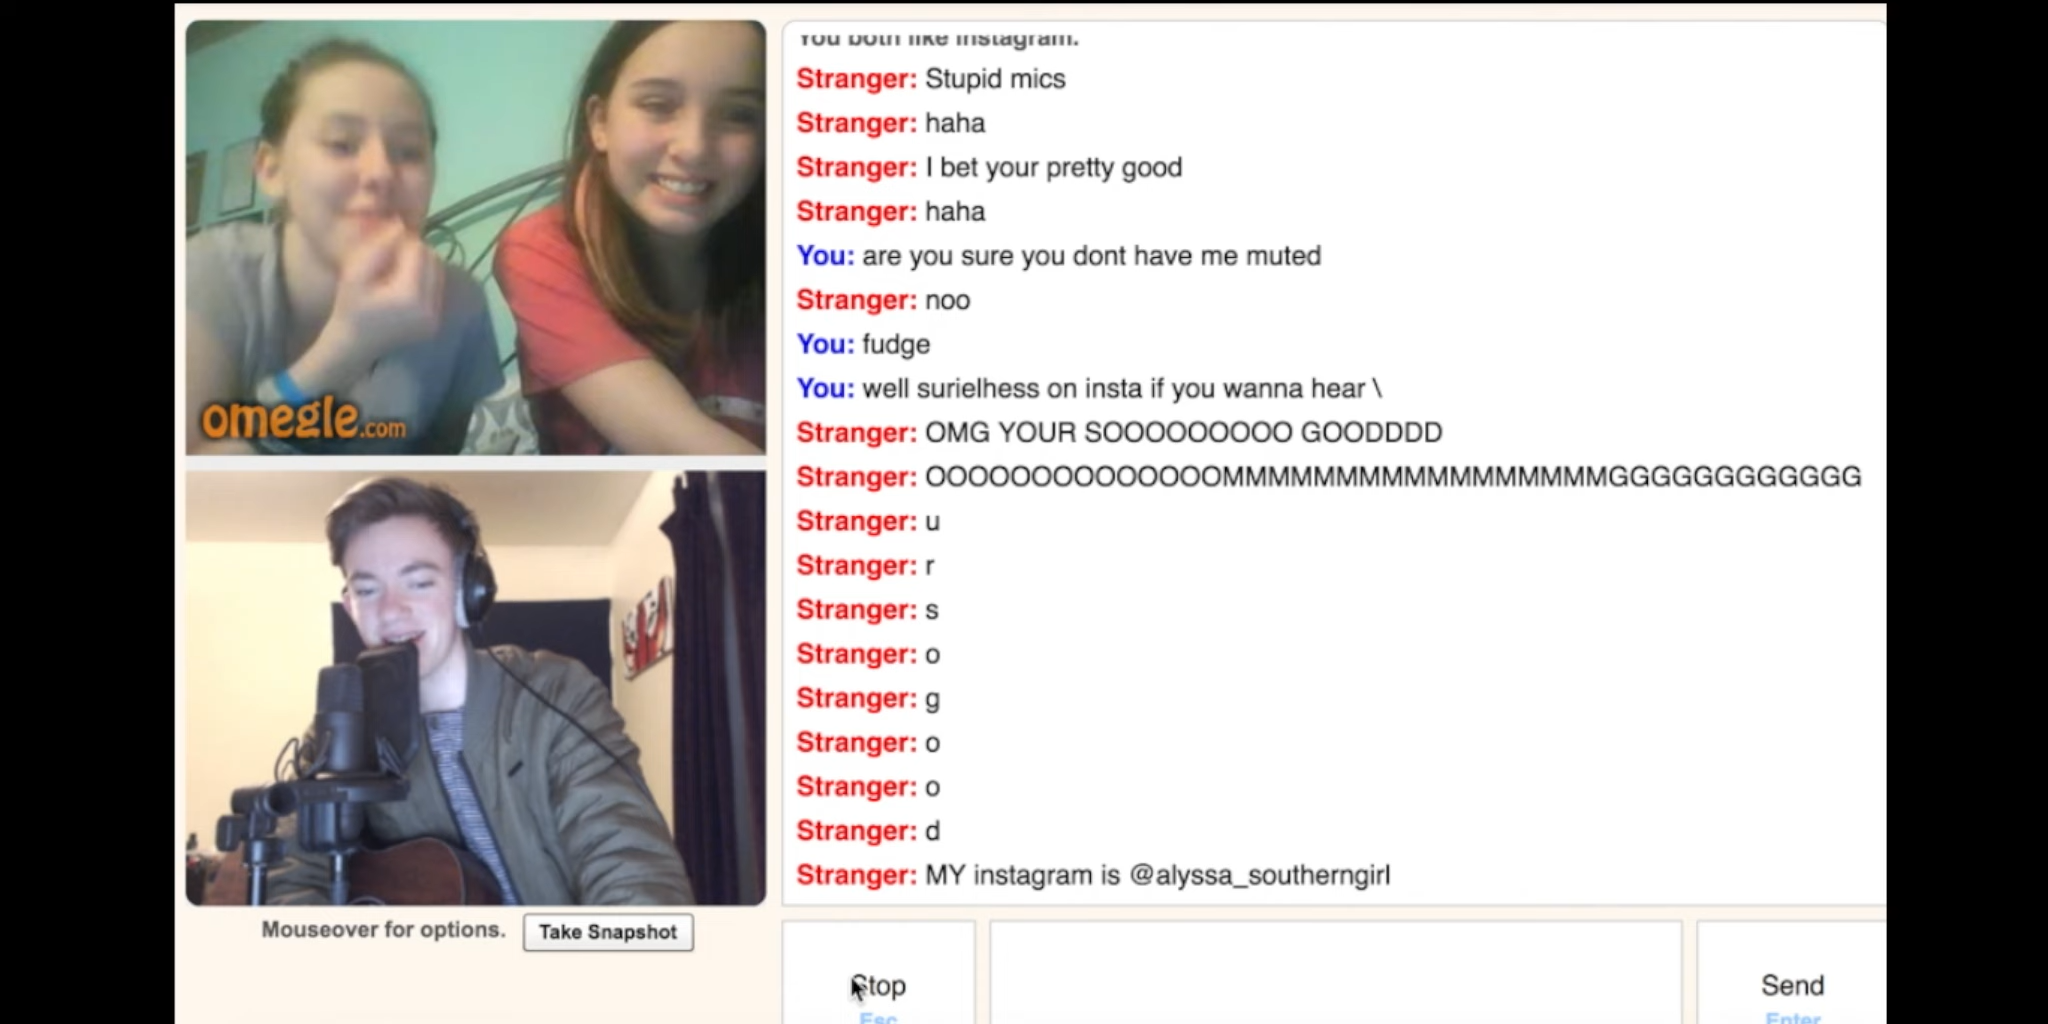 You both like Instagram.
Stranger: Stupid mics
Stranger: haha
Stranger: I bet your pretty good
Stranger: haha
You: are you sure you dont have me muted
Stranger: noo
You: fudge
You: well surielhess on insta if you wanna hear \
Stranger: OMG YOUR SOOOOOOOOO GOODDDD
Stranger: OOOOOOOOOOOOOOMMMMMMMMMMMMMMMMMGGGGGGGGGGGG
Stranger: u
Stranger: r
Stranger: s
Stranger: o
Stranger: g
Stranger: o
Stranger: o
Stranger: d
Stranger: MY instagram is @alyssa_southerngirl
omegle.com
Mouseover for options. Take Snapshot
Stop
Esc
Send
Enter